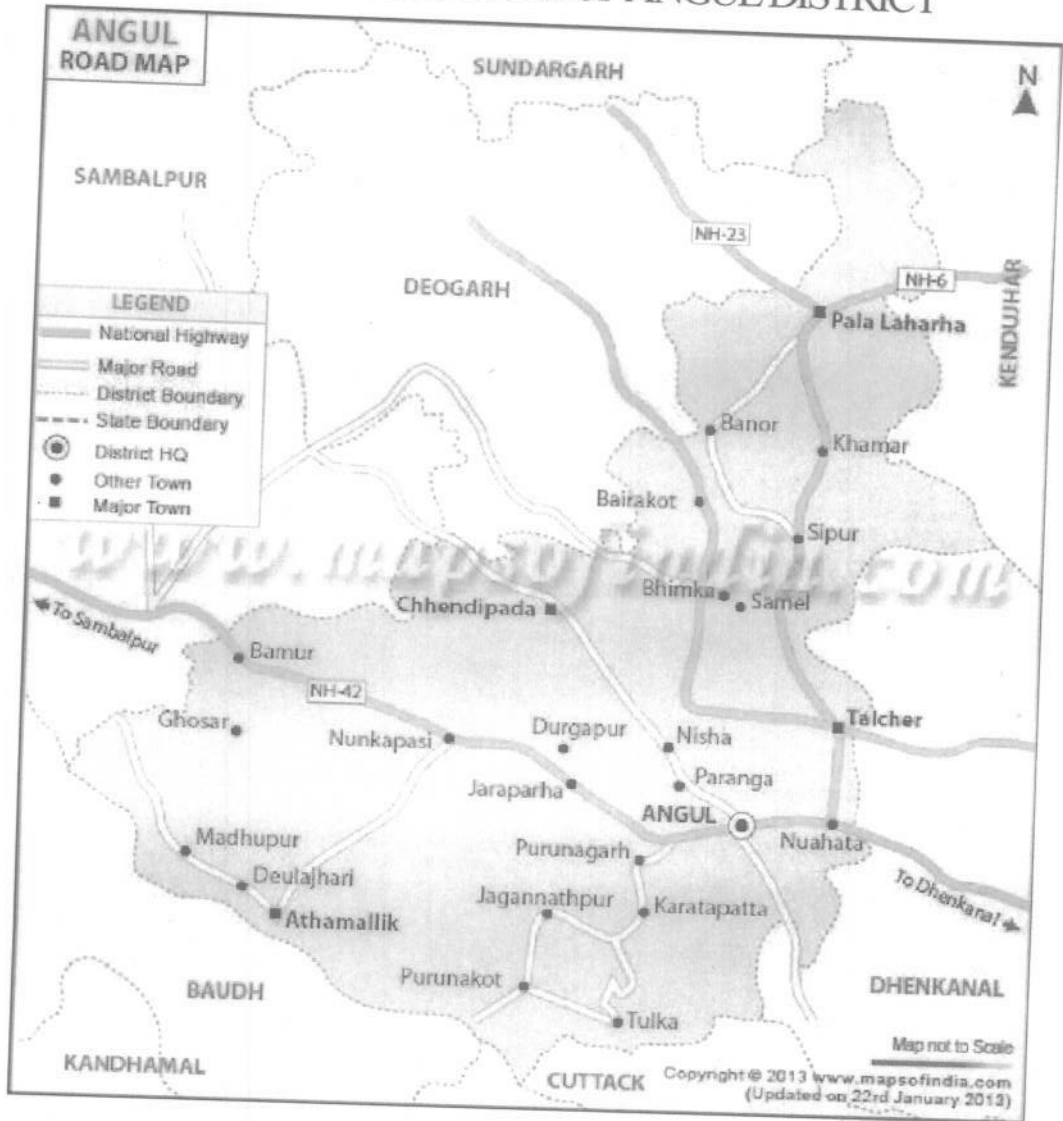 ANGUL DISTRICT
ANGUL
ROAD MAP
SUNDARGARH
N
SAMBALPUR
NH-23
DEOGARH
NH-6
KENDUJHAR
LEGEND
National Highway
Major Road
District Boundary
State Boundary
District HQ
Other Town
Major Town
Pala Laharha
Banor
Khamar
Bairakot
Sipur
www.mapsofindia.com
Bhimka
Samel
Chhendipada
To Sambalpur
Bamur
NH-42
Ghosar
Nunkapasi
Durgapur
Nisha
Talcher
Jaraparha
Paranga
ANGUL
Nuahata
Madhupur
Purunagarh
Deulajhari
Jagannathpur
Karatapatta
To Dhenkanal
Athamallik
Purunakot
BAUDH
DHENKANAL
Tulka
KANDHAMAL
CUTTACK
Map not to Scale
Copyright © 2013 www.mapsofindia.com
(Updated on 22rd January 2013)